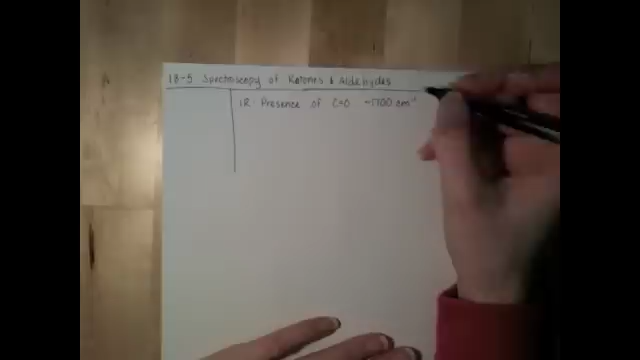 18-5 Spectroscopy of Ketones & Aldehydes
IR: Presence of C=O ~1700 cm⁻¹